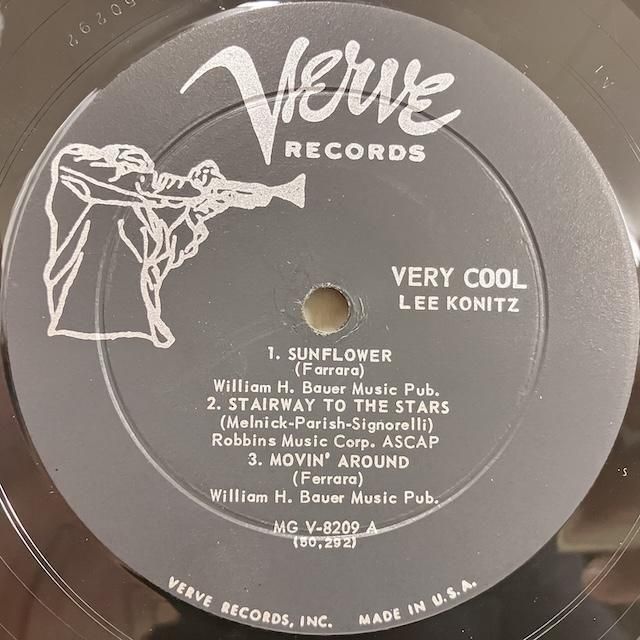 Verve
RECORDS
VERY COOL
LEE KONITZ
1. SUNFLOWER
(Farrara)
William H. Bauer Music Pub.
2. STAIRWAY TO THE STARS
(Melnick-Parish-Signorelli)
Robbins Music Corp. ASCAP
3. MOVIN' AROUND
(Ferrara)
William H. Bauer Music Pub.
MG V-8209 A
(50,292)
VERVE RECORDS, INC. MADE IN U.S.A.